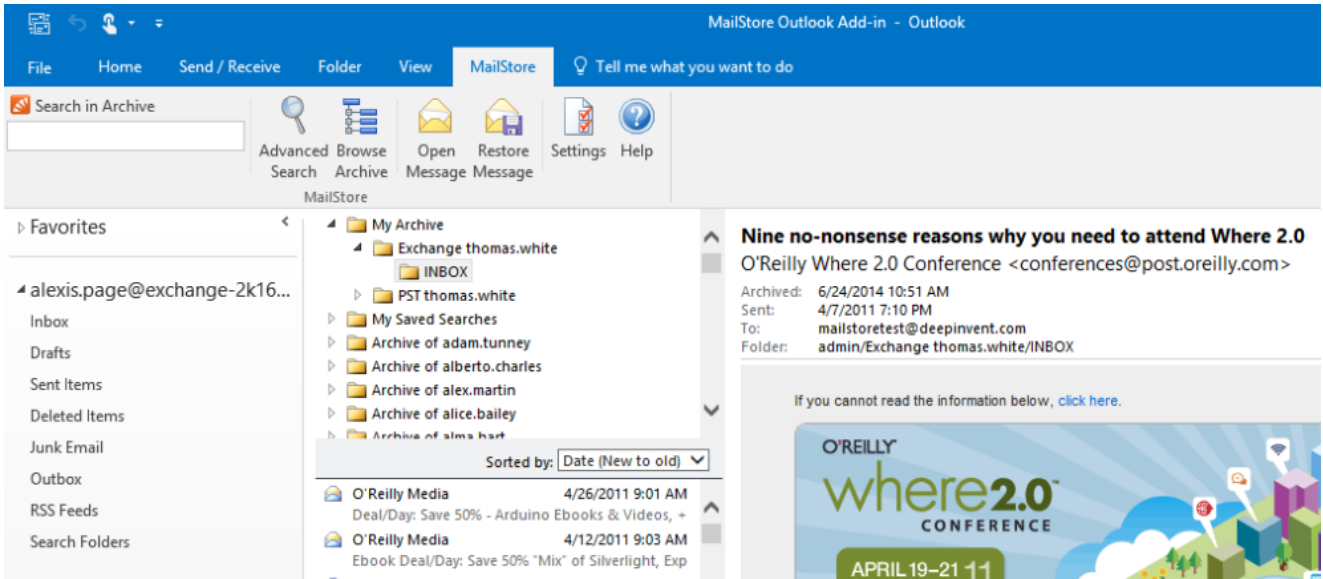 MailStore Outlook Add-in - Outlook
File Home Send / Receive Folder View MailStore Tell me what you want to do
Search in Archive
Advanced Search
Browse Archive
Open Message
Restore Message
Settings
Help
MailStore
Favorites
alexis.page@exchange-2k16...
Inbox
Drafts
Sent Items
Deleted Items
Junk Email
Outbox
RSS Feeds
Search Folders
My Archive
Exchange thomas.white
INBOX
PST thomas.white
My Saved Searches
Archive of adam.tunney
Archive of alberto.charles
Archive of alex.martin
Archive of alice.bailey
Archive of alma.hart
Sorted by: Date (New to old)
O'Reilly Media 4/26/2011 9:01 AM
Deal/Day: Save 50% - Arduino Ebooks & Videos, +
O'Reilly Media 4/12/2011 9:03 AM
Ebook Deal/Day: Save 50% "Mix" of Silverlight, Exp
Nine no-nonsense reasons why you need to attend Where 2.0
O'Reilly Where 2.0 Conference <conferences@post.oreilly.com>
Archived: 6/24/2014 10:51 AM
Sent: 4/7/2011 7:10 PM
To: mailstoretest@deepinvent.com
Folder: admin/Exchange thomas.white/INBOX
If you cannot read the information below, click here.
O'REILLY
where2.0
CONFERENCE
APRIL 19–21 11